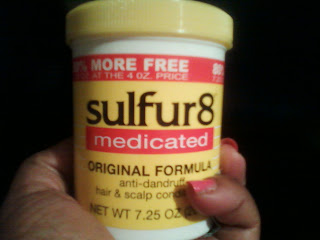 MORE FREE
AT THE 4 OZ. PRICE
sulfur8
medicated
ORIGINAL FORMULA
anti-dandruff
hair & scalp
NET WT 7.25 OZ